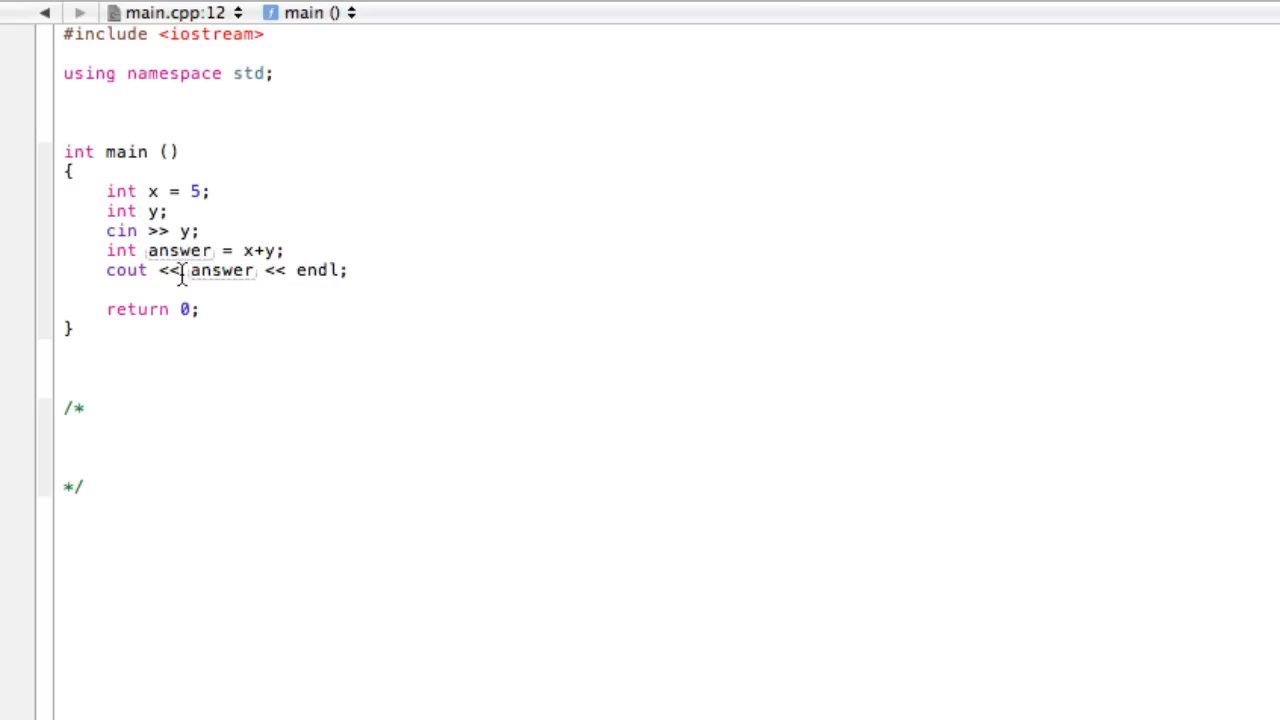 main.cpp:12 main ()
#include <iostream>
using namespace std;
int main ()
{
int x = 5;
int y;
cin >> y;
int answer = x+y;
cout << answer << endl;
return 0;
}
/*
*/